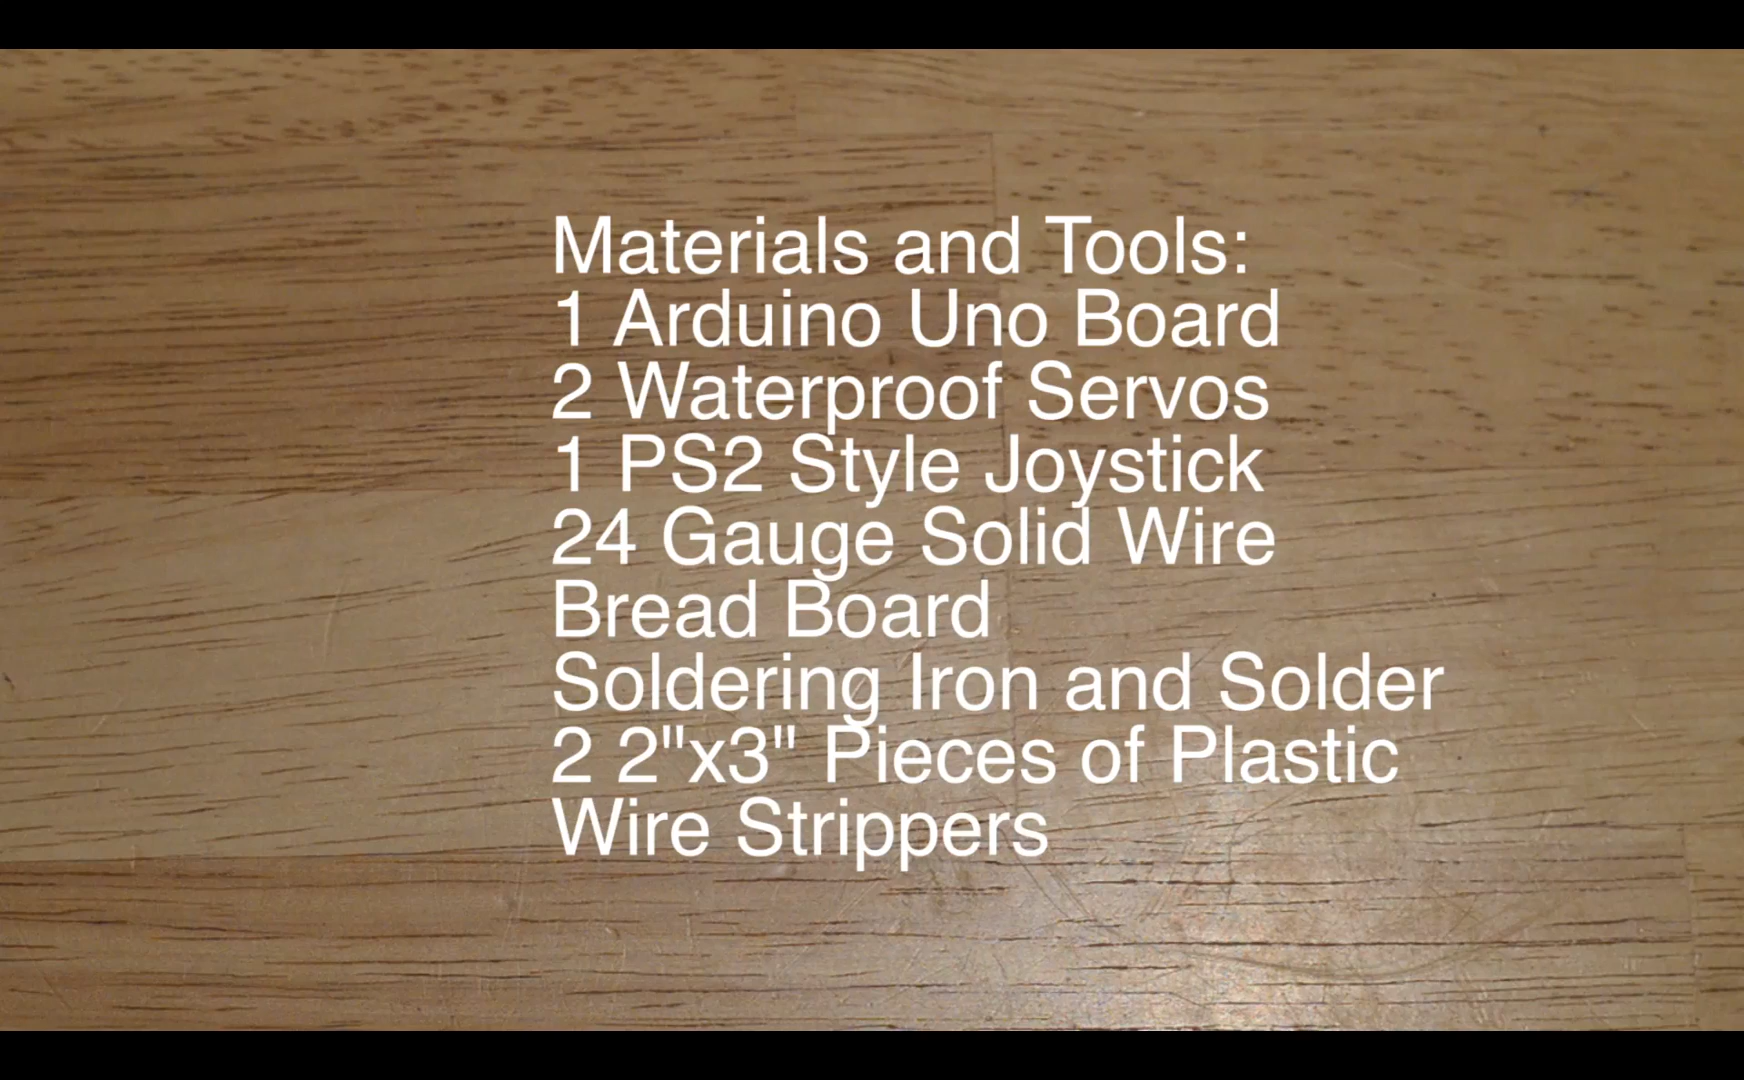 Materials and Tools:
1 Arduino Uno Board
2 Waterproof Servos
1 PS2 Style Joystick
24 Gauge Solid Wire
Bread Board
Soldering Iron and Solder
2 2"x3" Pieces of Plastic
Wire Strippers